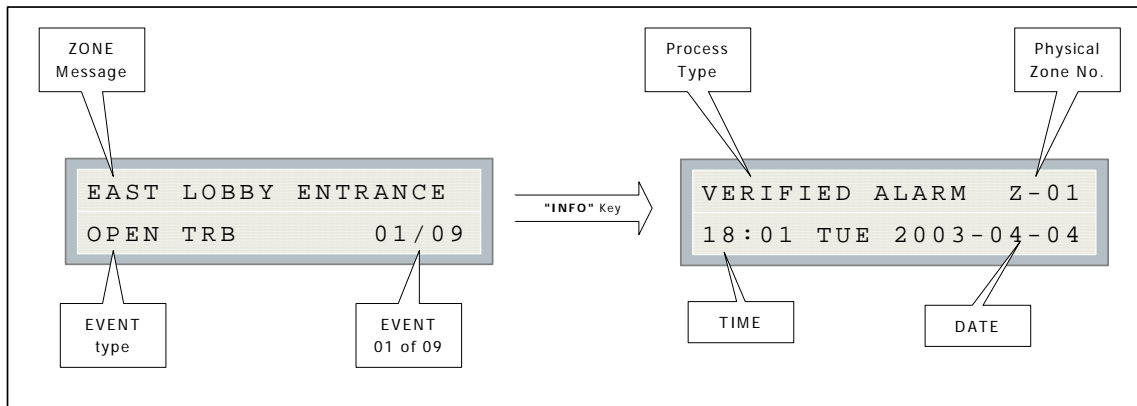 ZONE
Message
Process
Type
Physical
Zone No.
EAST LOBBY ENTRANCE
OPEN TRB 01/09
"INFO" Key
VERIFIED ALARM Z-01
18:01 TUE 2003-04-04
EVENT
type
EVENT
01 of 09
TIME
DATE